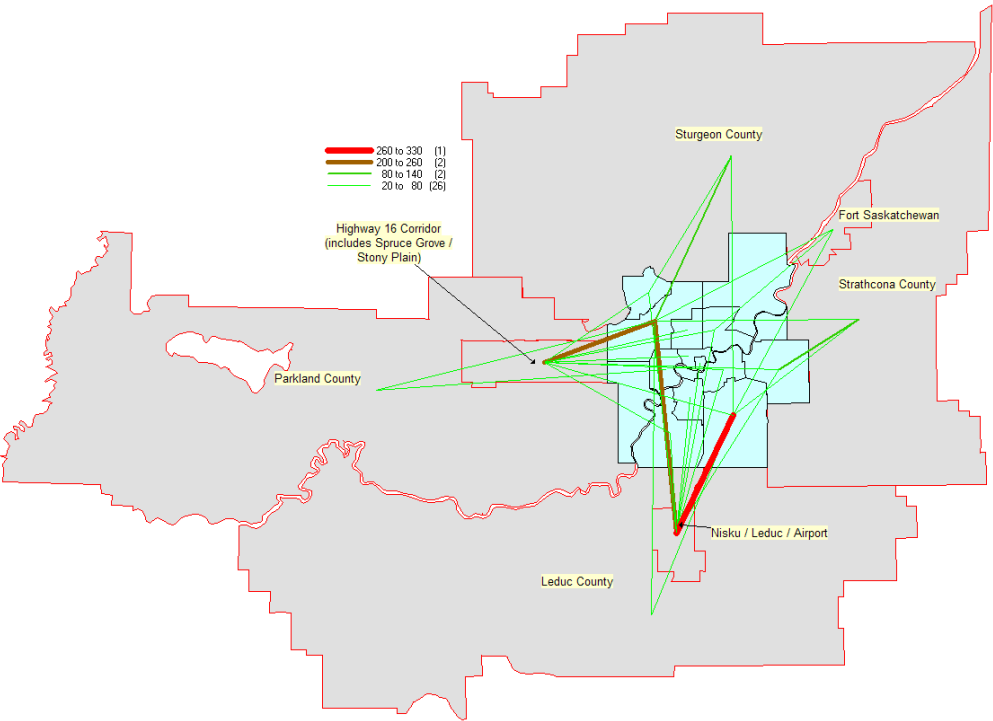 Sturgeon County
260 to 330 (1)
200 to 260 (2)
80 to 140 (2)
20 to 80 (26)
Fort Saskatchewan
Highway 16 Corridor
(includes Spruce Grove /
Stony Plain)
Strathcona County
Parkland County
Nisku / Leduc / Airport
Leduc County